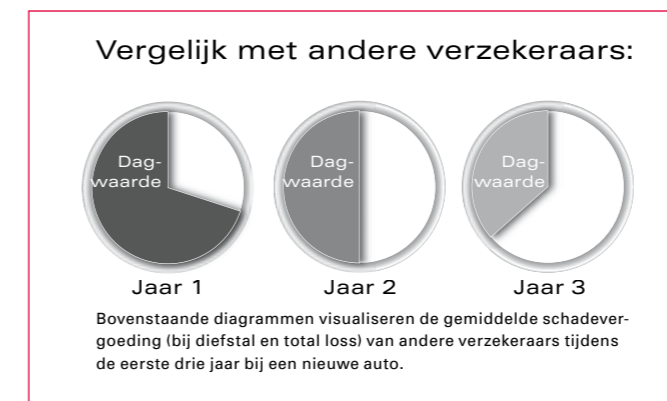 Vergelijk met andere verzekeraars:
Dag-
waarde
Dag-
waarde
Dag-
waarde
Jaar 1
Jaar 2
Jaar 3
Bovenstaande diagrammen visualiseren de gemiddelde schadever-
goeding (bij diefstal en total loss) van andere verzekeraars tijdens
de eerste drie jaar bij een nieuwe auto.